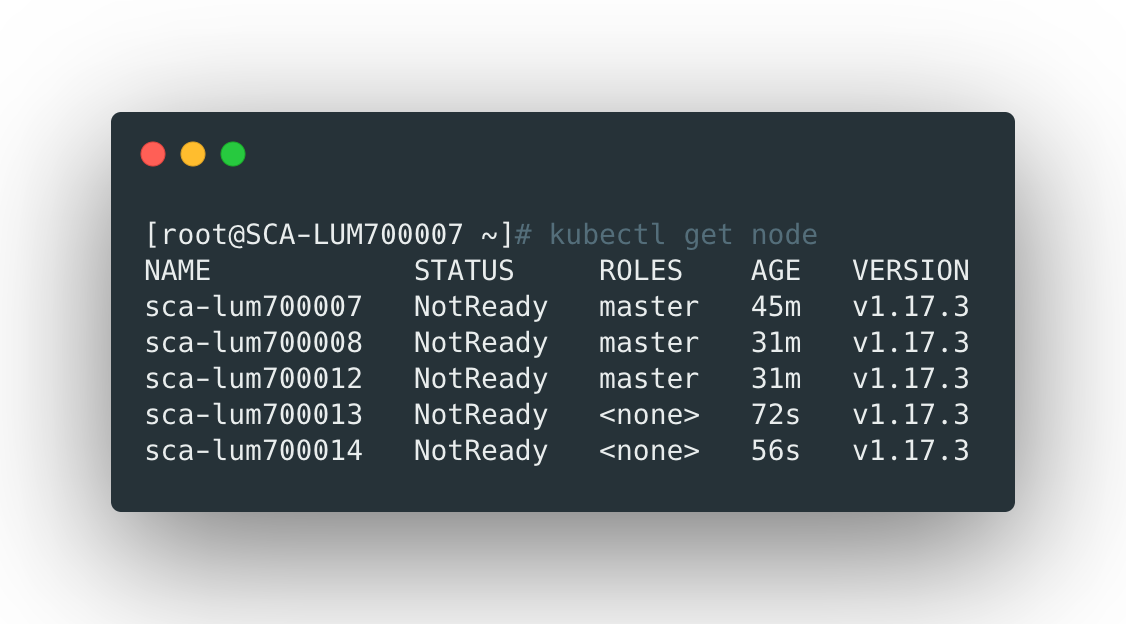 [root@SCA-LUM700007 ~]# kubectl get node
NAME            STATUS     ROLES    AGE   VERSION
sca-lum700007   NotReady   master   45m   v1.17.3
sca-lum700008   NotReady   master   31m   v1.17.3
sca-lum700012   NotReady   master   31m   v1.17.3
sca-lum700013   NotReady   <none>   72s   v1.17.3
sca-lum700014   NotReady   <none>   56s   v1.17.3